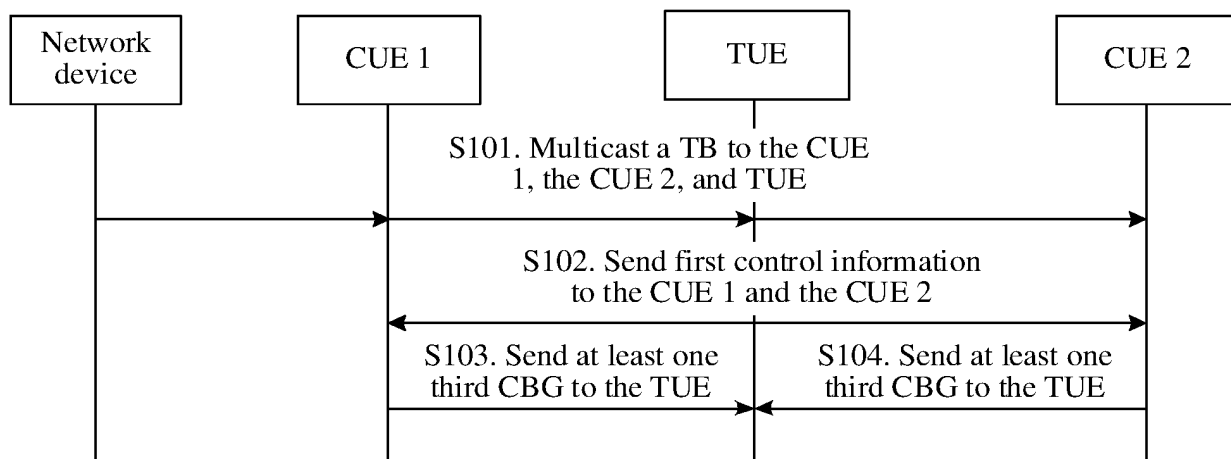 Network
device
CUE 1
TUE
CUE 2
S101. Multicast a TB to the CUE
1, the CUE 2, and TUE
S102. Send first control information
to the CUE 1 and the CUE 2
S103. Send at least one
third CBG to the TUE
S104. Send at least one
third CBG to the TUE